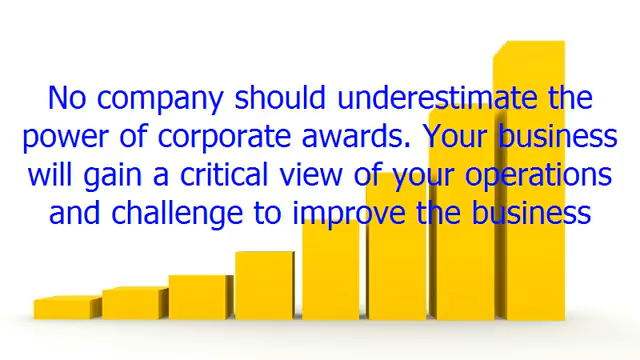 No company should underestimate the
power of corporate awards. Your business
will gain a critical view of your operations
and challenge to improve the business